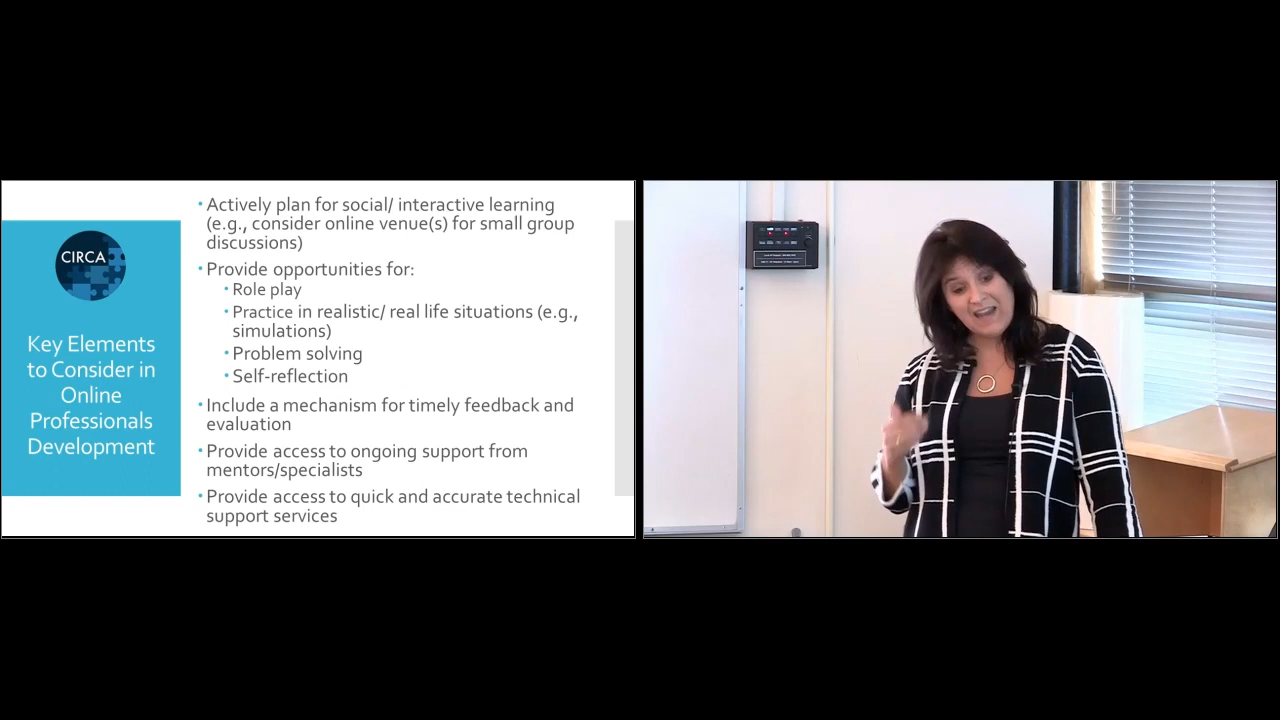 CIRCA
Key Elements
to Consider in
Online
Professionals
Development
• Actively plan for social/ interactive learning
(e.g., consider online venue(s) for small group
discussions)
• Provide opportunities for:
• Role play
• Practice in realistic/ real life situations (e.g.,
simulations)
• Problem solving
• Self-reflection
• Include a mechanism for timely feedback and
evaluation
• Provide access to ongoing support from
mentors/specialists
• Provide access to quick and accurate technical
support services